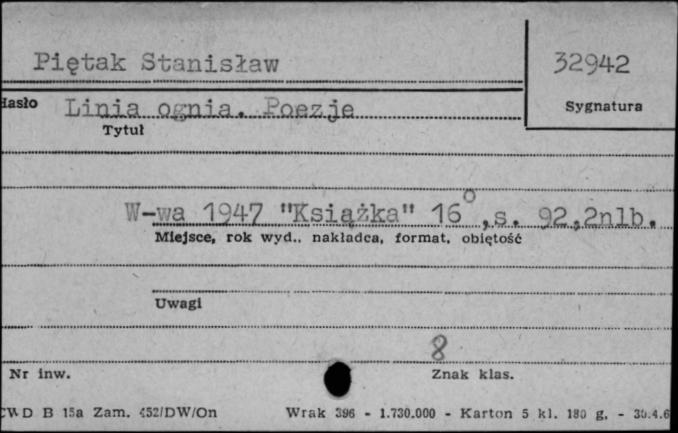 Piętak Stanisław
32942
Hasło Linia ognia. Poezje
Sygnatura
Tytuł
W-wa 1947 "Książka" 16°,s. 92,2nlb.
Miejsce, rok wyd., nakładca, format, objętość
Uwagi
8
Nr inw.
Znak klas.
CWD B 15a Zam. 452/DW/On Wrak 396 - 1.730.000 - Karton 5 kl. 180 g. - 30.4.6